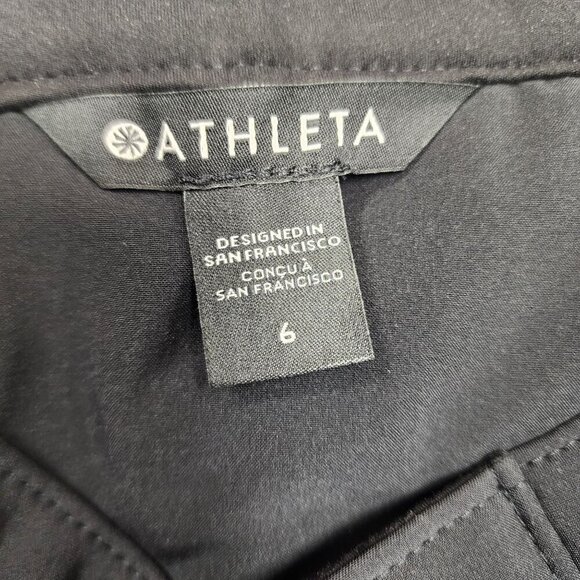 ATHLETA
DESIGNED IN
SAN FRANCISCO
CONÇU À
SAN FRANCISCO
6